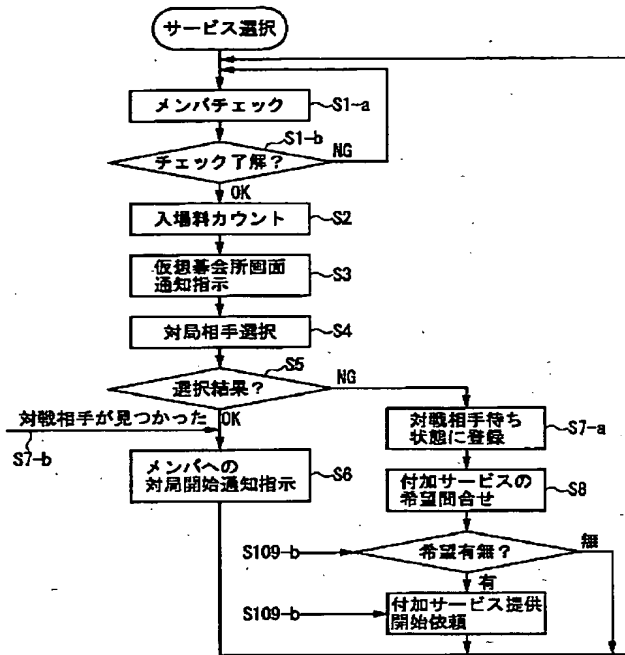 サービス選択
メンバチェック
S1-a
チェック了解?
S1-b
NG
OK
入場料カウント
S2
仮想碁会所画面
通知指示
S3
対局相手選択
S4
選択結果?
S5
NG
OK
対戦相手が見つかった
S7-b
メンバへの
対局開始通知指示
S6
対戦相手待ち
状態に登録
S7-a
付加サービスの
希望問合せ
S8
S109-b
希望有無?
無
有
S109-b
付加サービス提供
開始依頼